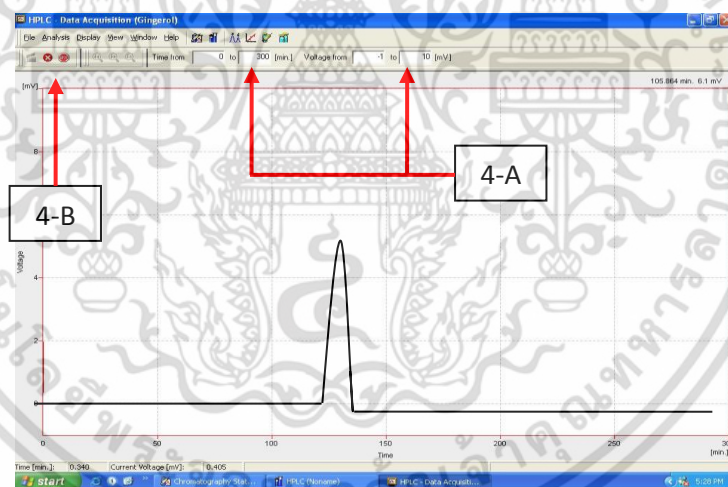 HPLC - Data Acquisition (Gingerol)
File Analysis Display View Window Help
Time from 0 to 300 [min.] Voltage from -1 to 10 [mV]
[mV]
105.864 min. 6.1 mV
8
4-A
4-B
Voltage
4
2
0
0 50 100 150 200 250 30
Time
[min.]
Time [min.]: 0.340 Current Voltage [mV]: 0.405
start Chromatography Stat... HPLC (Noname) HPLC - Data Acquisiti... 5:28 PM